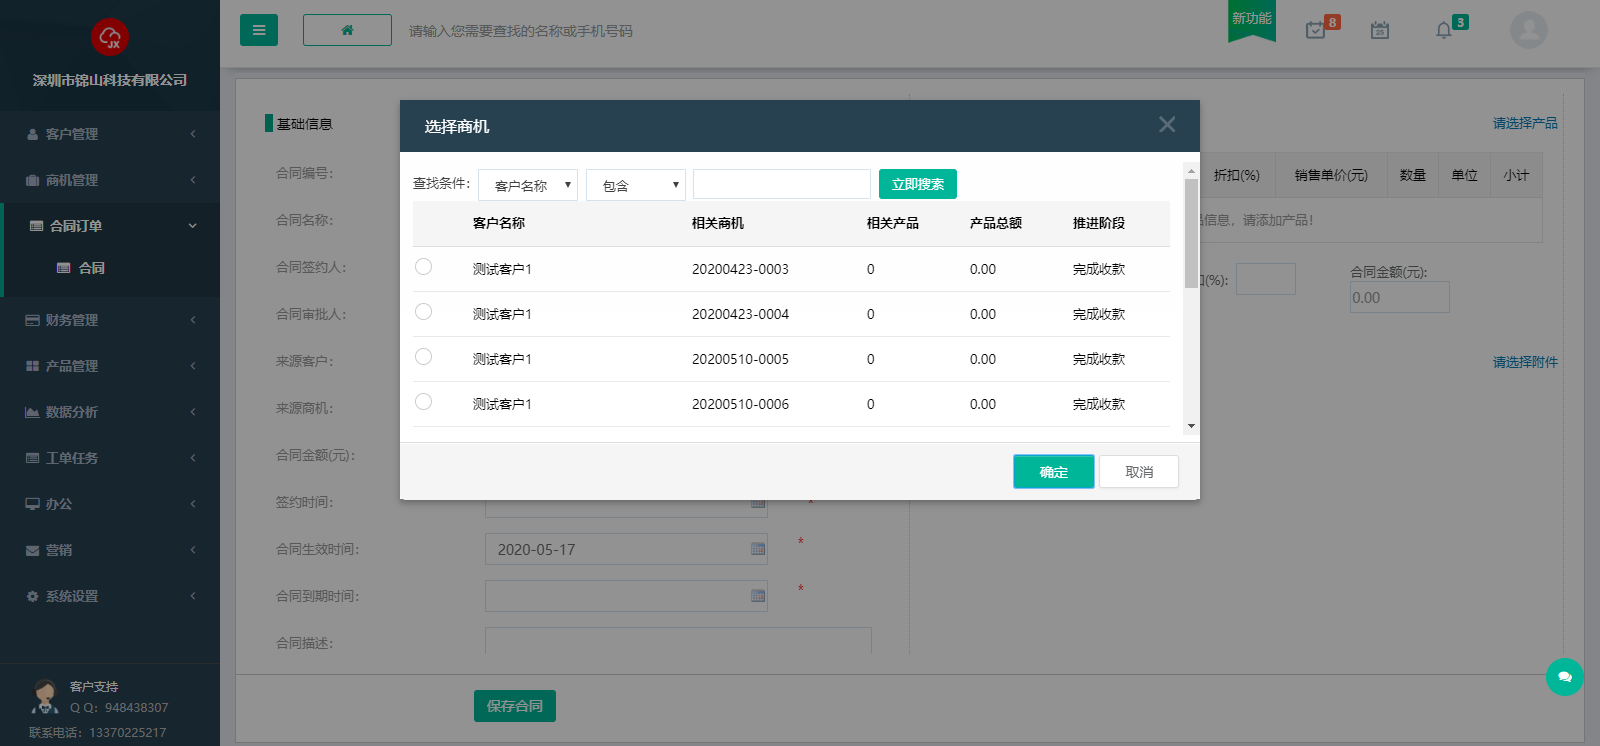 JX
深圳市锦山科技有限公司
客户管理
商机管理
合同订单
合同
财务管理
产品管理
数据分析
工单任务
办公
营销
系统设置
客户支持
Q Q：948438307
联系电话：13370225217
请输入您需要查找的名称或手机号码
新功能
8
25
3
基础信息
合同编号：
合同名称：
合同签约人：
合同审批人：
来源客户：
来源商机：
合同金额(元)：
签约时间：
*
合同生效时间：
2020-05-17
*
合同到期时间：
*
合同描述：
保存合同
请选择产品
折扣(%) 销售单价(元) 数量 单位 小计
信息，请添加产品！
(%)：
合同金额(元)：
0.00
请选择附件
选择商机
查找条件： 客户名称 包含 立即搜索
客户名称 相关商机 相关产品 产品总额 推进阶段
测试客户1 20200423-0003 0 0.00 完成收款
测试客户1 20200423-0004 0 0.00 完成收款
测试客户1 20200510-0005 0 0.00 完成收款
测试客户1 20200510-0006 0 0.00 完成收款
确定 取消